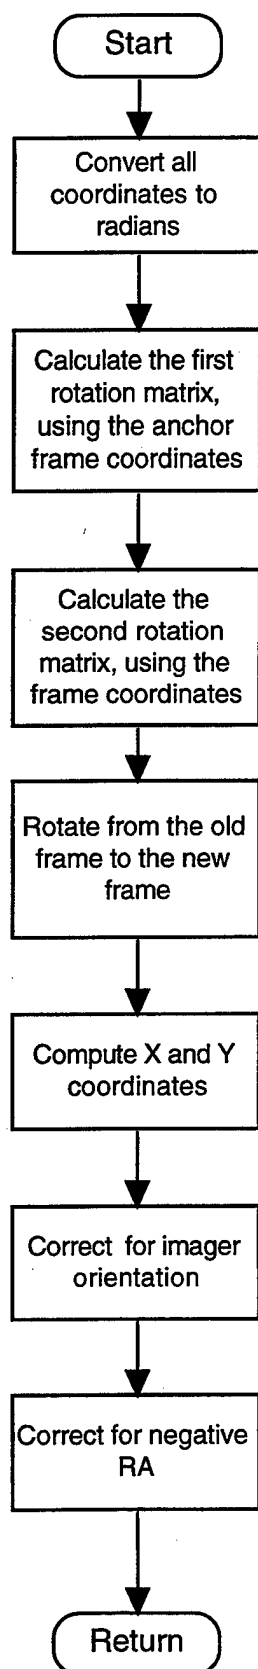 Start
Convert all
coordinates to
radians
Calculate the first
rotation matrix,
using the anchor
frame coordinates
Calculate the
second rotation
matrix, using the
frame coordinates
Rotate from the old
frame to the new
frame
Compute X and Y
coordinates
Correct for imager
orientation
Correct for negative
RA
Return